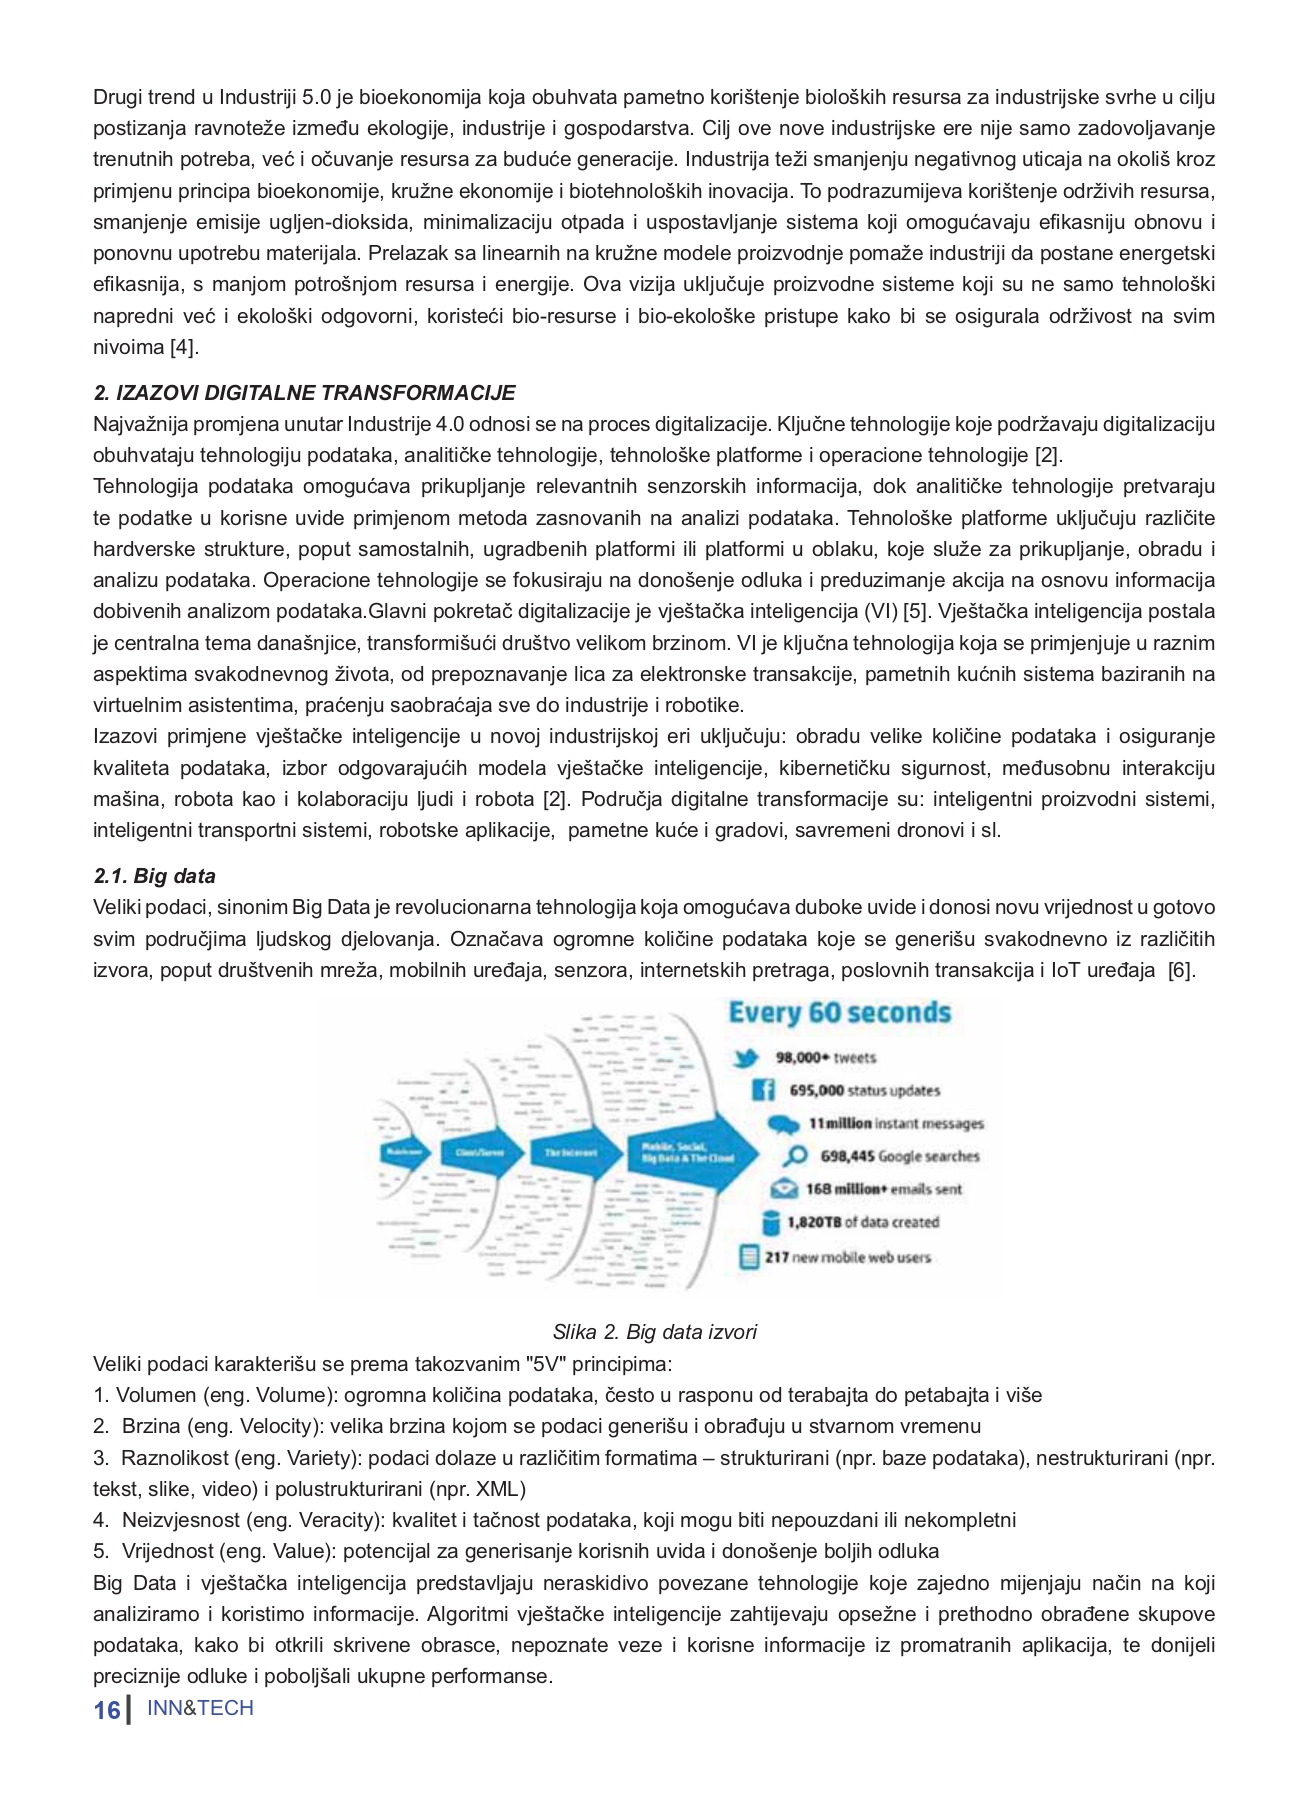 Drugi trend u Industriji 5.0 je bioekonomija koja obuhvata pametno korištenje bioloških resursa za industrijske svrhe u cilju
postizanja ravnoteže između ekologije, industrije i gospodarstva. Cilj ove nove industrijske ere nije samo zadovoljavanje
trenutnih potreba, već i očuvanje resursa za buduće generacije. Industrija teži smanjenju negativnog uticaja na okoliš kroz
primjenu principa bioekonomije, kružne ekonomije i biotehnoloških inovacija. To podrazumijeva korištenje održivih resursa,
smanjenje emisije ugljen-dioksida, minimalizaciju otpada i uspostavljanje sistema koji omogućavaju efikasniju obnovu i
ponovnu upotrebu materijala. Prelazak sa linearnih na kružne modele proizvodnje pomaže industriji da postane energetski
efikasnija, s manjom potrošnjom resursa i energije. Ova vizija uključuje proizvodne sisteme koji su ne samo tehnološki
napredni već i ekološki odgovorni, koristeći bio-resurse i bio-ekološke pristupe kako bi se osigurala održivost na svim
nivoima [4].
2. IZAZOVI DIGITALNE TRANSFORMACIJE
Najvažnija promjena unutar Industrije 4.0 odnosi se na proces digitalizacije. Ključne tehnologije koje podržavaju digitalizaciju
obuhvataju tehnologiju podataka, analitičke tehnologije, tehnološke platforme i operacione tehnologije [2].
Tehnologija podataka omogućava prikupljanje relevantnih senzorskih informacija, dok analitičke tehnologije pretvaraju
te podatke u korisne uvide primjenom metoda zasnovanih na analizi podataka. Tehnološke platforme uključuju različite
hardverske strukture, poput samostalnih, ugradbenih platformi ili platformi u oblaku, koje služe za prikupljanje, obradu i
analizu podataka. Operacione tehnologije se fokusiraju na donošenje odluka i preduzimanje akcija na osnovu informacija
dobivenih analizom podataka.Glavni pokretač digitalizacije je vještačka inteligencija (VI) [5]. Vještačka inteligencija postala
je centralna tema današnjice, transformišući društvo velikom brzinom. VI je ključna tehnologija koja se primjenjuje u raznim
aspektima svakodnevnog života, od prepoznavanje lica za elektronske transakcije, pametnih kućnih sistema baziranih na
virtuelnim asistentima, praćenju saobraćaja sve do industrije i robotike.
Izazovi primjene vještačke inteligencije u novoj industrijskoj eri uključuju: obradu velike količine podataka i osiguranje
kvaliteta podataka, izbor odgovarajućih modela vještačke inteligencije, kibernetičku sigurnost, međusobnu interakciju
mašina, robota kao i kolaboraciju ljudi i robota [2]. Područja digitalne transformacije su: inteligentni proizvodni sistemi,
inteligentni transportni sistemi, robotske aplikacije, pametne kuće i gradovi, savremeni dronovi i sl.
2.1. Big data
Veliki podaci, sinonim Big Data je revolucionarna tehnologija koja omogućava duboke uvide i donosi novu vrijednost u gotovo
svim područjima ljudskog djelovanja. Označava ogromne količine podataka koje se generišu svakodnevno iz različitih
izvora, poput društvenih mreža, mobilnih uređaja, senzora, internetskih pretraga, poslovnih transakcija i IoT uređaja [6].
Every 60 seconds
98,000+ tweets
695,000 status updates
11million instant messages
698,445 Google searches
168 million+ emails sent
1,820TB of data created
217 new mobile web users
Mainframe
Client/Server
The Internet
Mobile, Social,
Big Data & The Cloud
Slika 2. Big data izvori
Veliki podaci karakterišu se prema takozvanim "5V" principima:
1. Volumen (eng. Volume): ogromna količina podataka, često u rasponu od terabajta do petabajta i više
2. Brzina (eng. Velocity): velika brzina kojom se podaci generišu i obrađuju u stvarnom vremenu
3. Raznolikost (eng. Variety): podaci dolaze u različitim formatima – strukturirani (npr. baze podataka), nestrukturirani (npr.
tekst, slike, video) i polustrukturirani (npr. XML)
4. Neizvjesnost (eng. Veracity): kvalitet i tačnost podataka, koji mogu biti nepouzdani ili nekompletni
5. Vrijednost (eng. Value): potencijal za generisanje korisnih uvida i donošenje boljih odluka
Big Data i vještačka inteligencija predstavljaju neraskidivo povezane tehnologije koje zajedno mijenjaju način na koji
analiziramo i koristimo informacije. Algoritmi vještačke inteligencije zahtijevaju opsežne i prethodno obrađene skupove
podataka, kako bi otkrili skrivene obrasce, nepoznate veze i korisne informacije iz promatranih aplikacija, te donijeli
preciznije odluke i poboljšali ukupne performanse.
16 INN&TECH